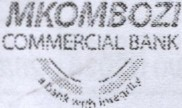 MKOMBOZI
COMMERCIAL BANK
a bank with integrity